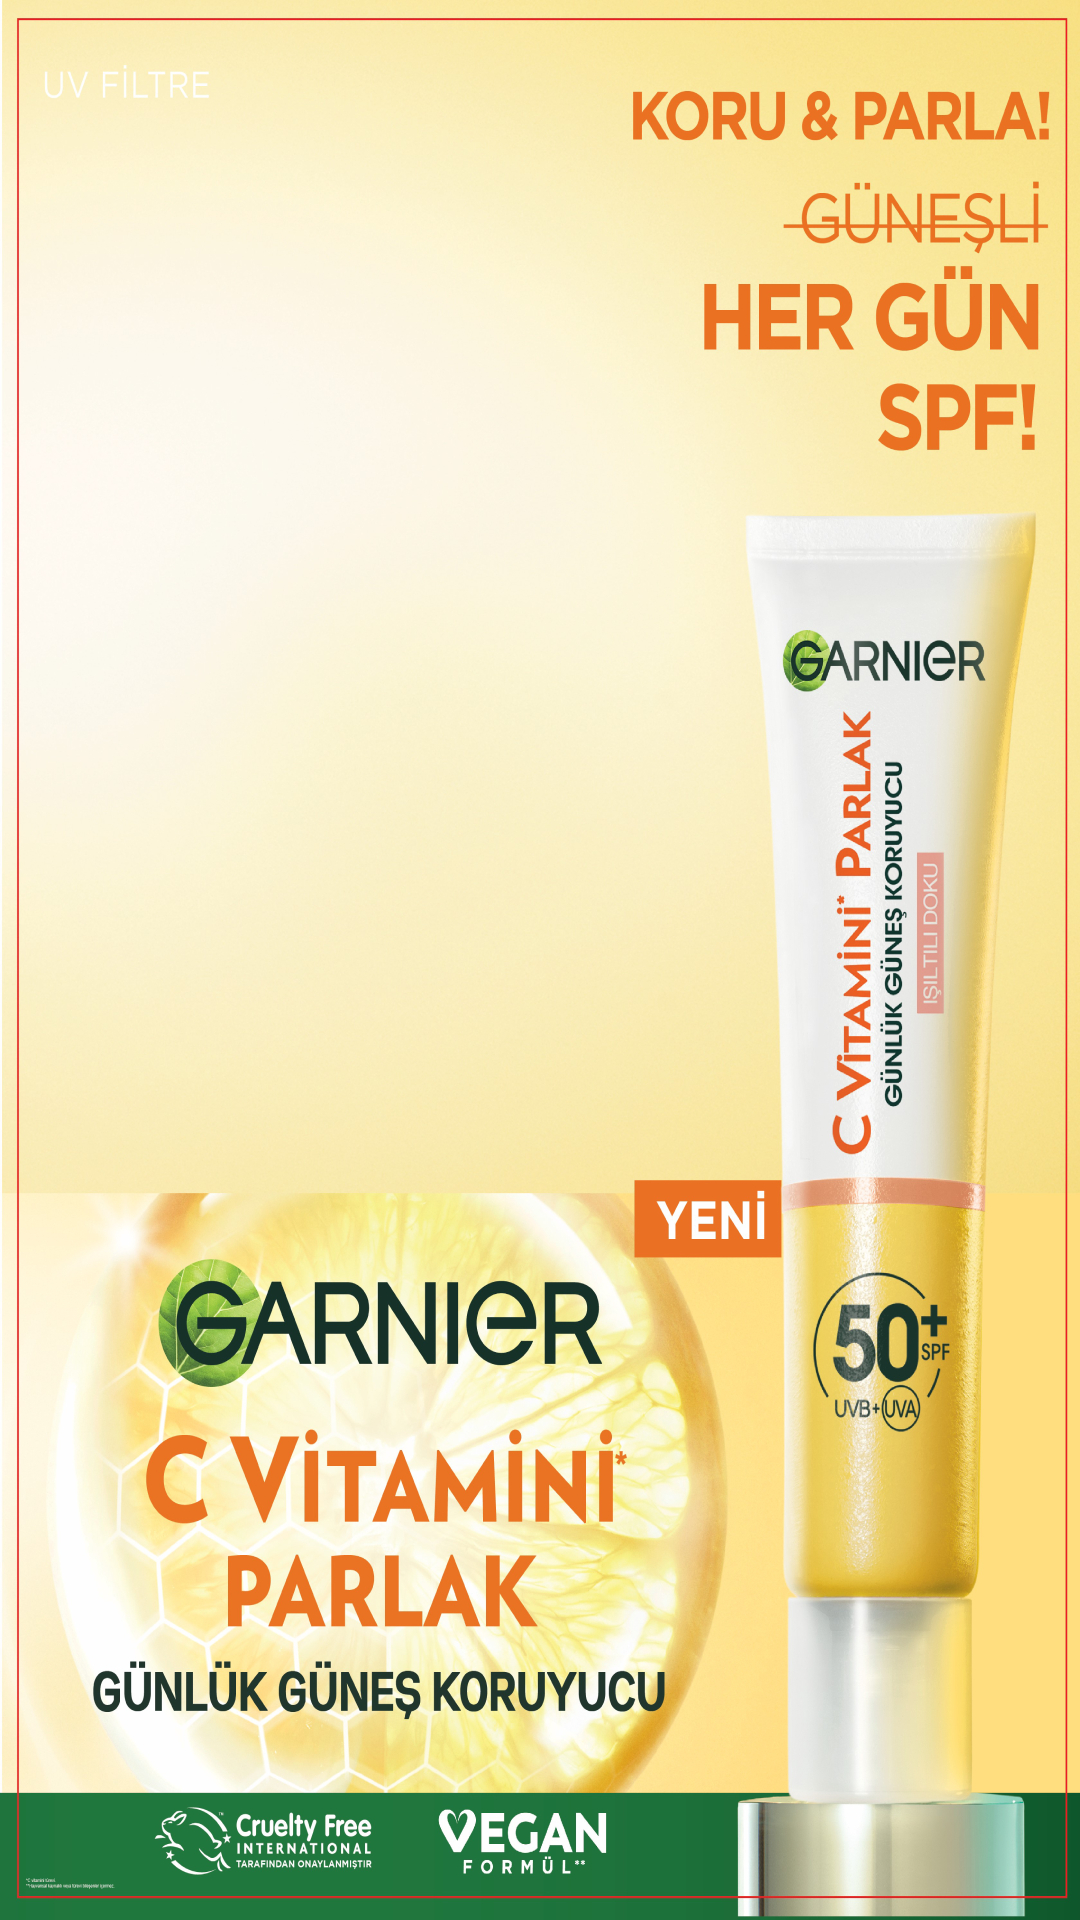 UV FİLTRE
KORU & PARLA!
GÜNEŞLİ
HER GÜN
SPF!
GARNIER
C VİTAMİNİ* PARLAK
GÜNLÜK GÜNEŞ KORUYUCU
IŞILTILI DOKU
YENİ
50+
SPF
UVB+UVA
GARNIER
C VİTAMİNİ*
PARLAK
GÜNLÜK GÜNEŞ KORUYUCU
Cruelty Free
INTERNATIONAL
TARAFINDAN ONAYLANMIŞTIR
VEGAN
FORMÜL**
*C vitamini türevi.